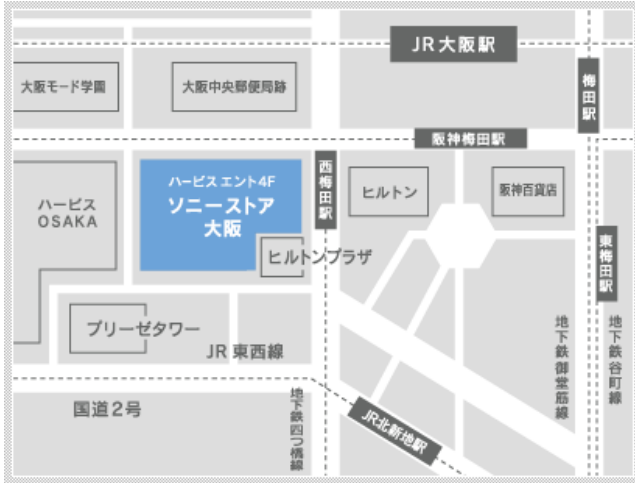 JR大阪駅
大阪モード学園
大阪中央郵便局跡
梅田駅
阪神梅田駅
ハービス
OSAKA
ハービス エント4F
ソニーストア
大阪
西梅田駅
ヒルトン
阪神百貨店
ヒルトンプラザ
東梅田駅
ブリーゼタワー
JR 東西線
地下鉄御堂筋線
地下鉄谷町線
国道2号
地下鉄四つ橋線
JR北新地駅